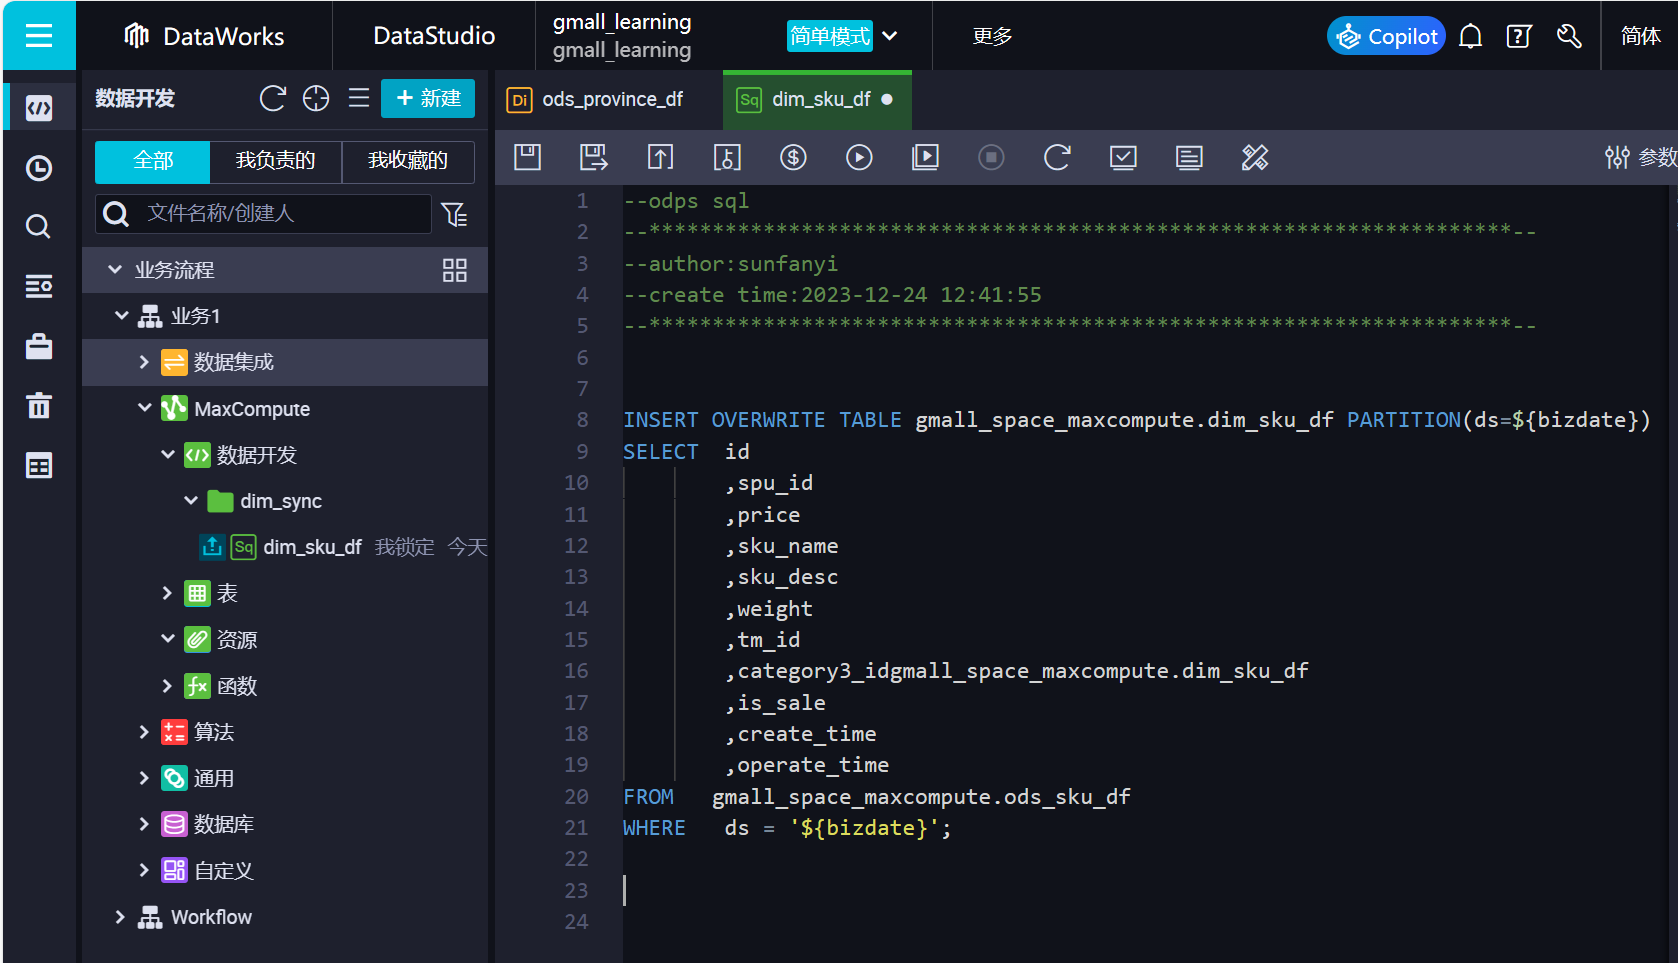 DataWorks
DataStudio
gmall_learning
gmall_learning
简单模式
更多
Copilot
简体
数据开发
+ 新建
全部
我负责的
我收藏的
文件名称/创建人
业务流程
业务1
数据集成
MaxCompute
数据开发
dim_sync
Sq dim_sku_df 我锁定 今天
表
资源
fx 函数
算法
通用
数据库
自定义
Workflow
Di ods_province_df
Sq dim_sku_df
参数
1 --odps sql
2 --********************************************************************--
3 --author:sunfanyi
4 --create time:2023-12-24 12:41:55
5 --********************************************************************--
6
7
8 INSERT OVERWRITE TABLE gmall_space_maxcompute.dim_sku_df PARTITION(ds=${bizdate})
9 SELECT  id
10         ,spu_id
11         ,price
12         ,sku_name
13         ,sku_desc
14         ,weight
15         ,tm_id
16         ,category3_idgmall_space_maxcompute.dim_sku_df
17         ,is_sale
18         ,create_time
19         ,operate_time
20 FROM   gmall_space_maxcompute.ods_sku_df
21 WHERE   ds = '${bizdate}';
22
23
24